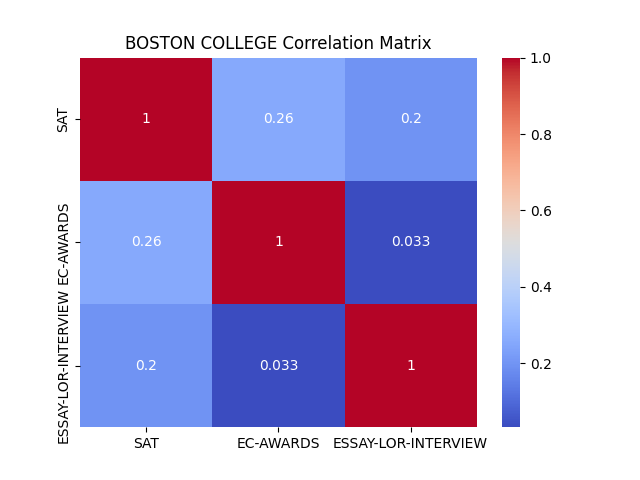 BOSTON COLLEGE Correlation Matrix
SAT
EC-AWARDS
ESSAY-LOR-INTERVIEW
1
0.26
0.2
0.26
1
0.033
0.2
0.033
1
SAT
EC-AWARDS
ESSAY-LOR-INTERVIEW
1.0
0.8
0.6
0.4
0.2